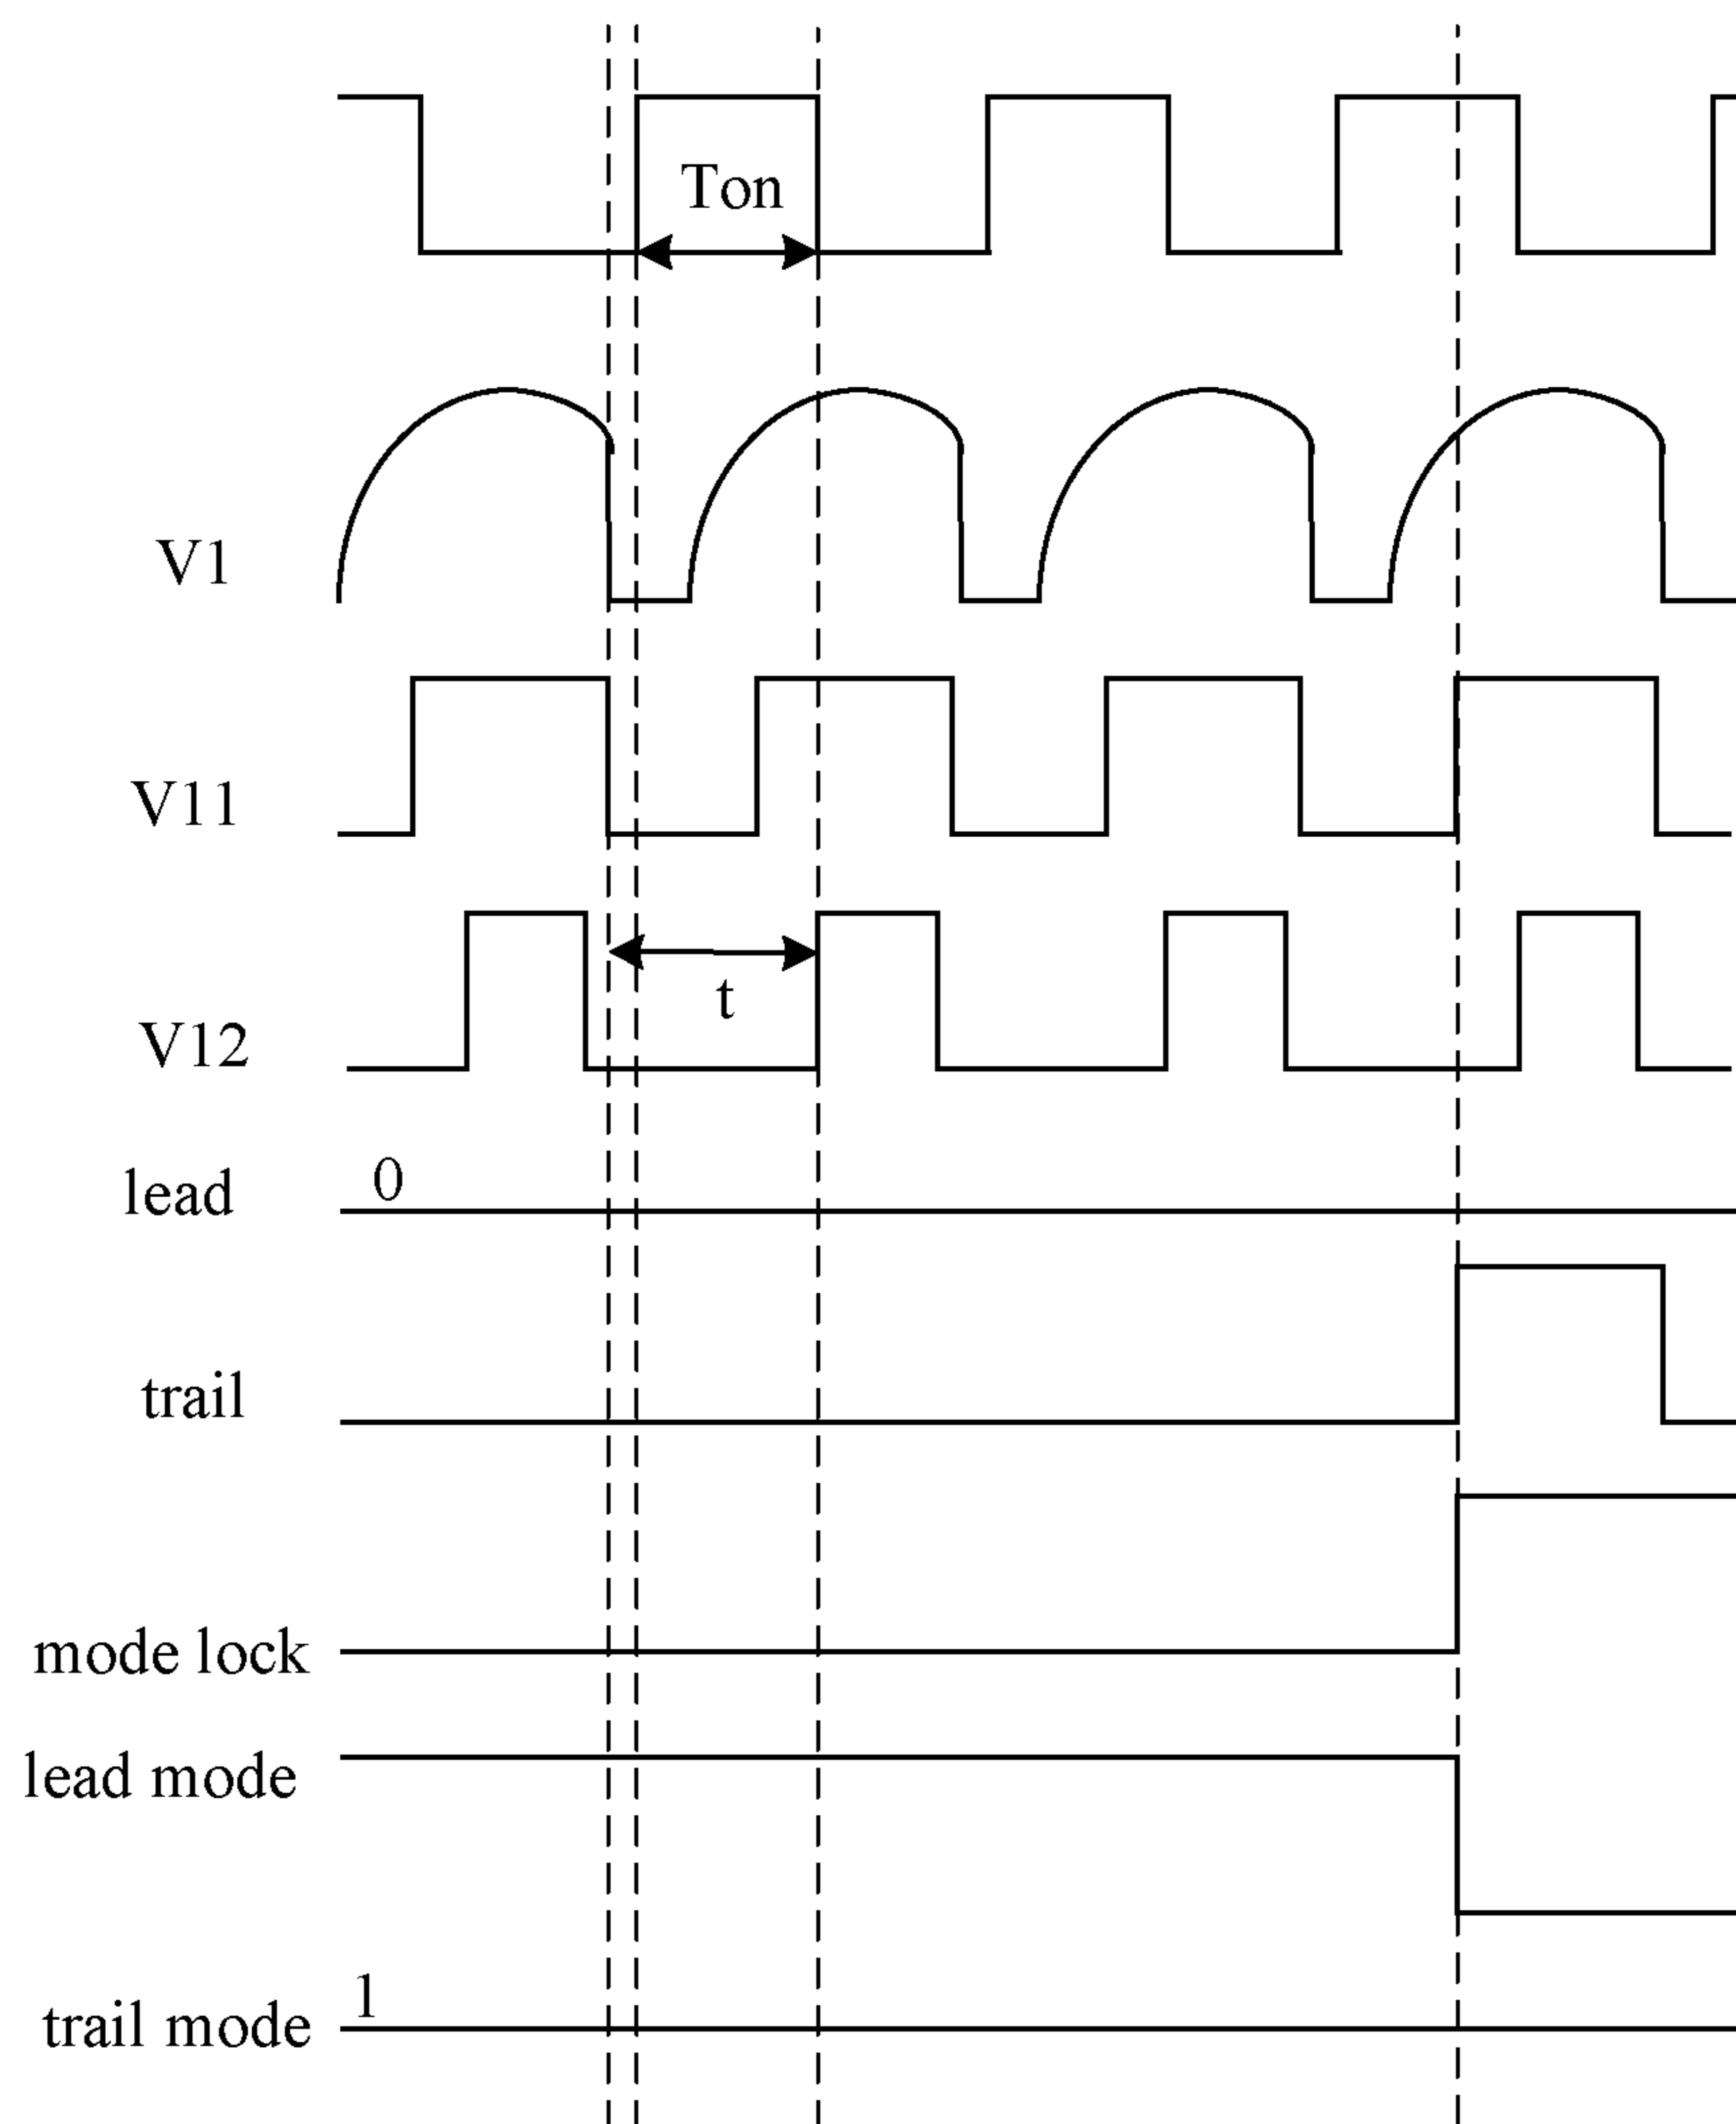 Ton
V1
V11
V12
t
lead
0
trail
mode lock
lead mode
trail mode
1